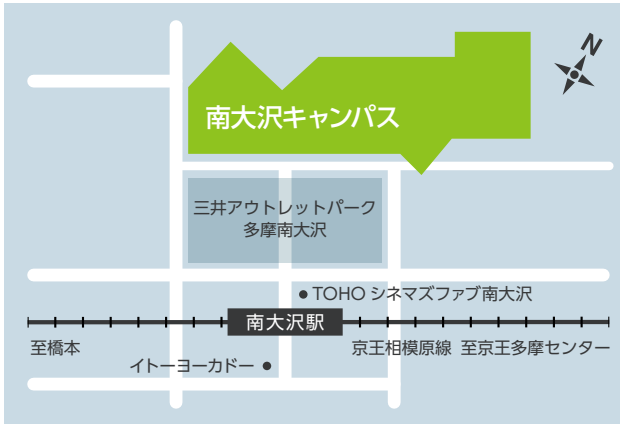 N
南大沢キャンパス
三井アウトレットパーク
多摩南大沢
TOHO シネマズファブ南大沢
南大沢駅
至橋本
京王相模原線 至京王多摩センター
イトーヨーカドー